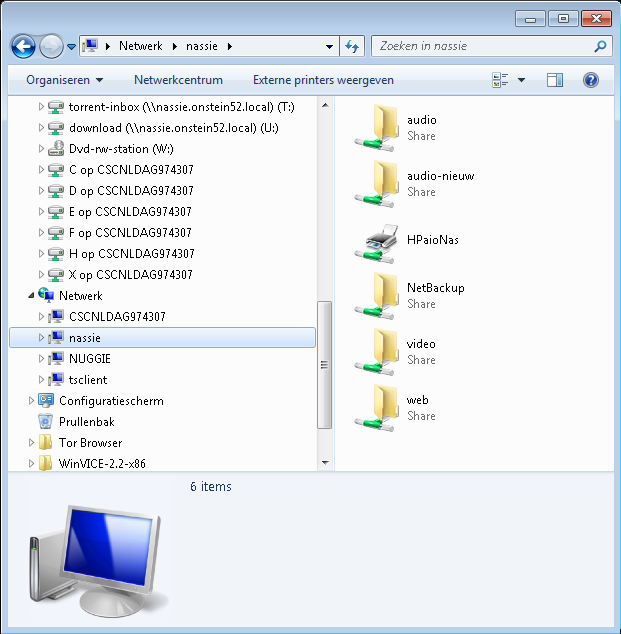 Netwerk nassie
Zoeken in nassie
Organiseren Netwerkcentrum Externe printers weergeven
torrent-inbox (\\nassie.onstein52.local) (T:)
download (\\nassie.onstein52.local) (U:)
Dvd-rw-station (W:)
C op CSCNLDAG974307
D op CSCNLDAG974307
E op CSCNLDAG974307
F op CSCNLDAG974307
H op CSCNLDAG974307
X op CSCNLDAG974307
Netwerk
CSCNLDAG974307
nassie
NUGGIE
tsclient
Configuratiescherm
Prullenbak
Tor Browser
WinVICE-2.2-x86
audio
Share
audio-nieuw
Share
HPaioNas
NetBackup
Share
video
Share
web
Share
6 items